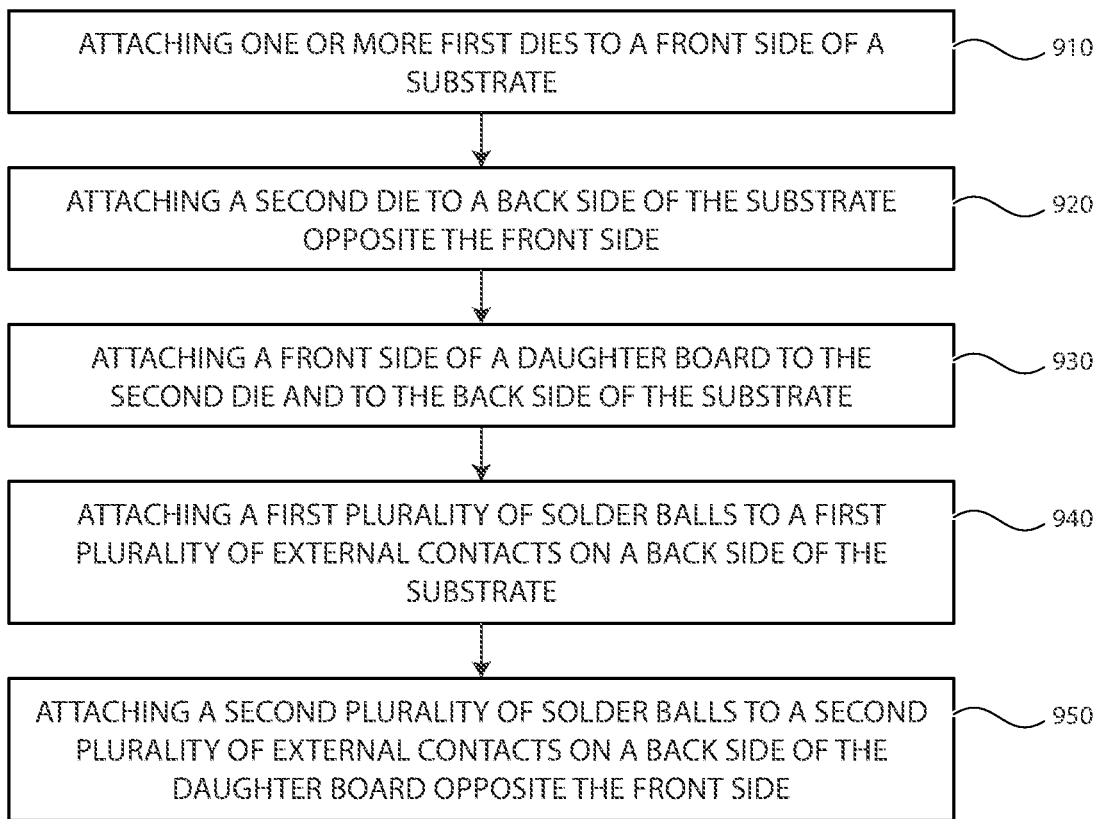 ATTACHING ONE OR MORE FIRST DIES TO A FRONT SIDE OF A
SUBSTRATE
910
ATTACHING A SECOND DIE TO A BACK SIDE OF THE SUBSTRATE
OPPOSITE THE FRONT SIDE
920
ATTACHING A FRONT SIDE OF A DAUGHTER BOARD TO THE
SECOND DIE AND TO THE BACK SIDE OF THE SUBSTRATE
930
ATTACHING A FIRST PLURALITY OF SOLDER BALLS TO A FIRST
PLURALITY OF EXTERNAL CONTACTS ON A BACK SIDE OF THE
SUBSTRATE
940
ATTACHING A SECOND PLURALITY OF SOLDER BALLS TO A SECOND
PLURALITY OF EXTERNAL CONTACTS ON A BACK SIDE OF THE
DAUGHTER BOARD OPPOSITE THE FRONT SIDE
950